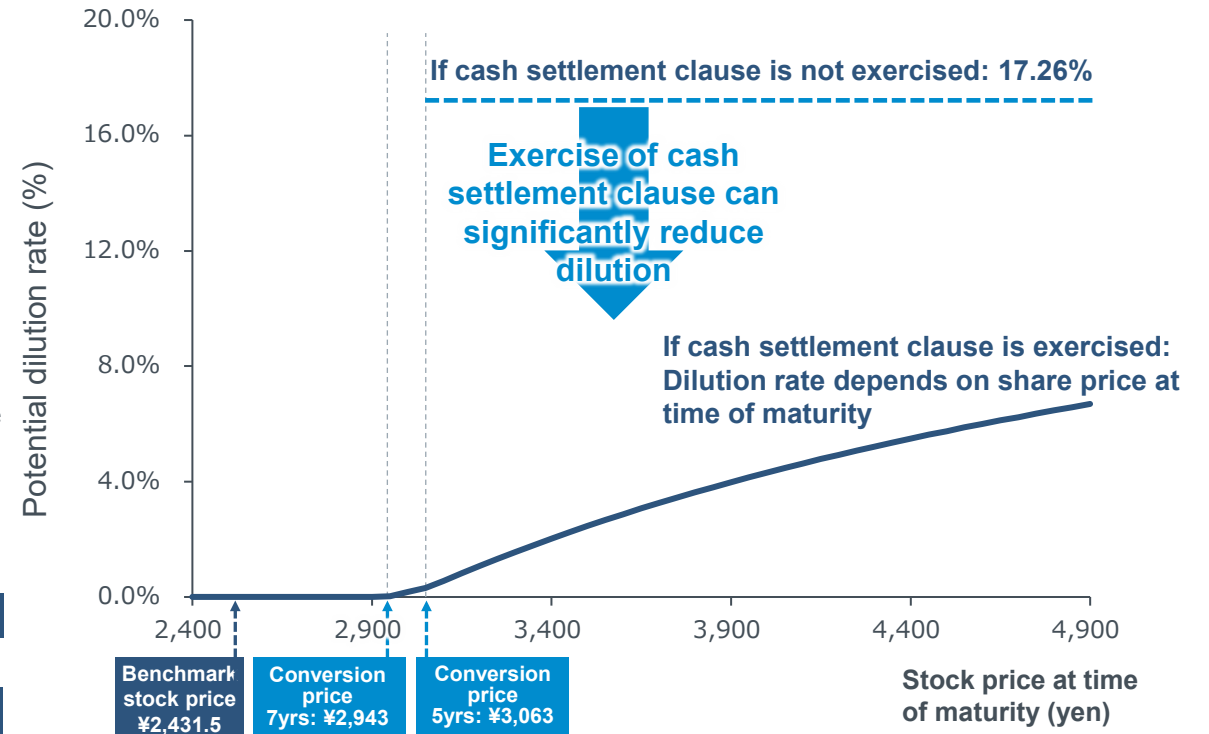 20.0%
If cash settlement clause is not exercised: 17.26%
16.0%
Exercise of cash
settlement clause can
significantly reduce
dilution
12.0%
Potential dilution rate (%)
8.0%
If cash settlement clause is exercised:
Dilution rate depends on share price at
time of maturity
4.0%
0.0%
2,400
2,900
3,400
3,900
4,400
4,900
Benchmark
stock price
¥2,431.5
Conversion
price
7yrs: ¥2,943
Conversion
price
5yrs: ¥3,063
Stock price at time
of maturity (yen)